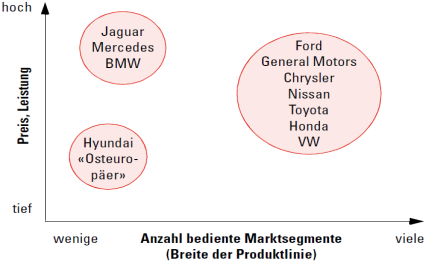 hoch
Preis, Leistung
tief
Jaguar
Mercedes
BMW
Hyundai
«Osteuro-
päer»
Ford
General Motors
Chrysler
Nissan
Toyota
Honda
VW
wenige
Anzahl bediente Marktsegmente
(Breite der Produktlinie)
viele